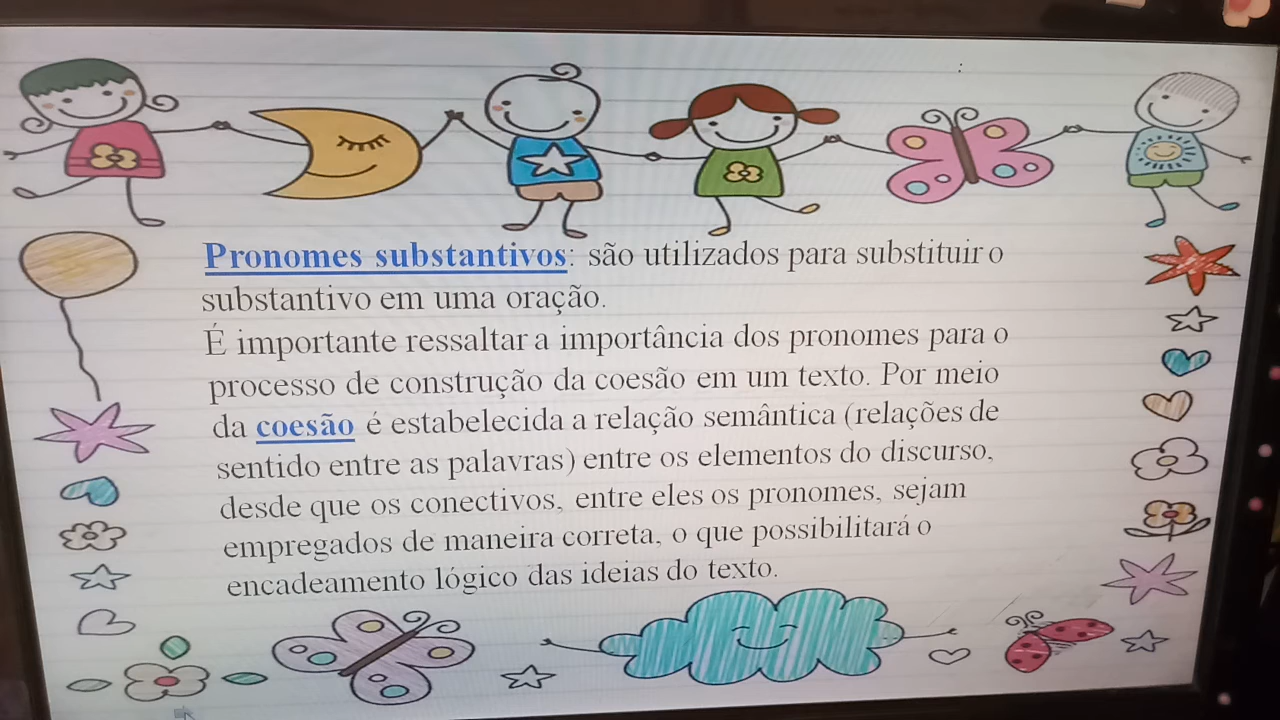 Pronomes substantivos: são utilizados para substituir o
substantivo em uma oração.
É importante ressaltar a importância dos pronomes para o
processo de construção da coesão em um texto. Por meio
da coesão é estabelecida a relação semântica (relações de
sentido entre as palavras) entre os elementos do discurso,
desde que os conectivos, entre eles os pronomes, sejam
empregados de maneira correta, o que possibilitará o
encadeamento lógico das ideias do texto.